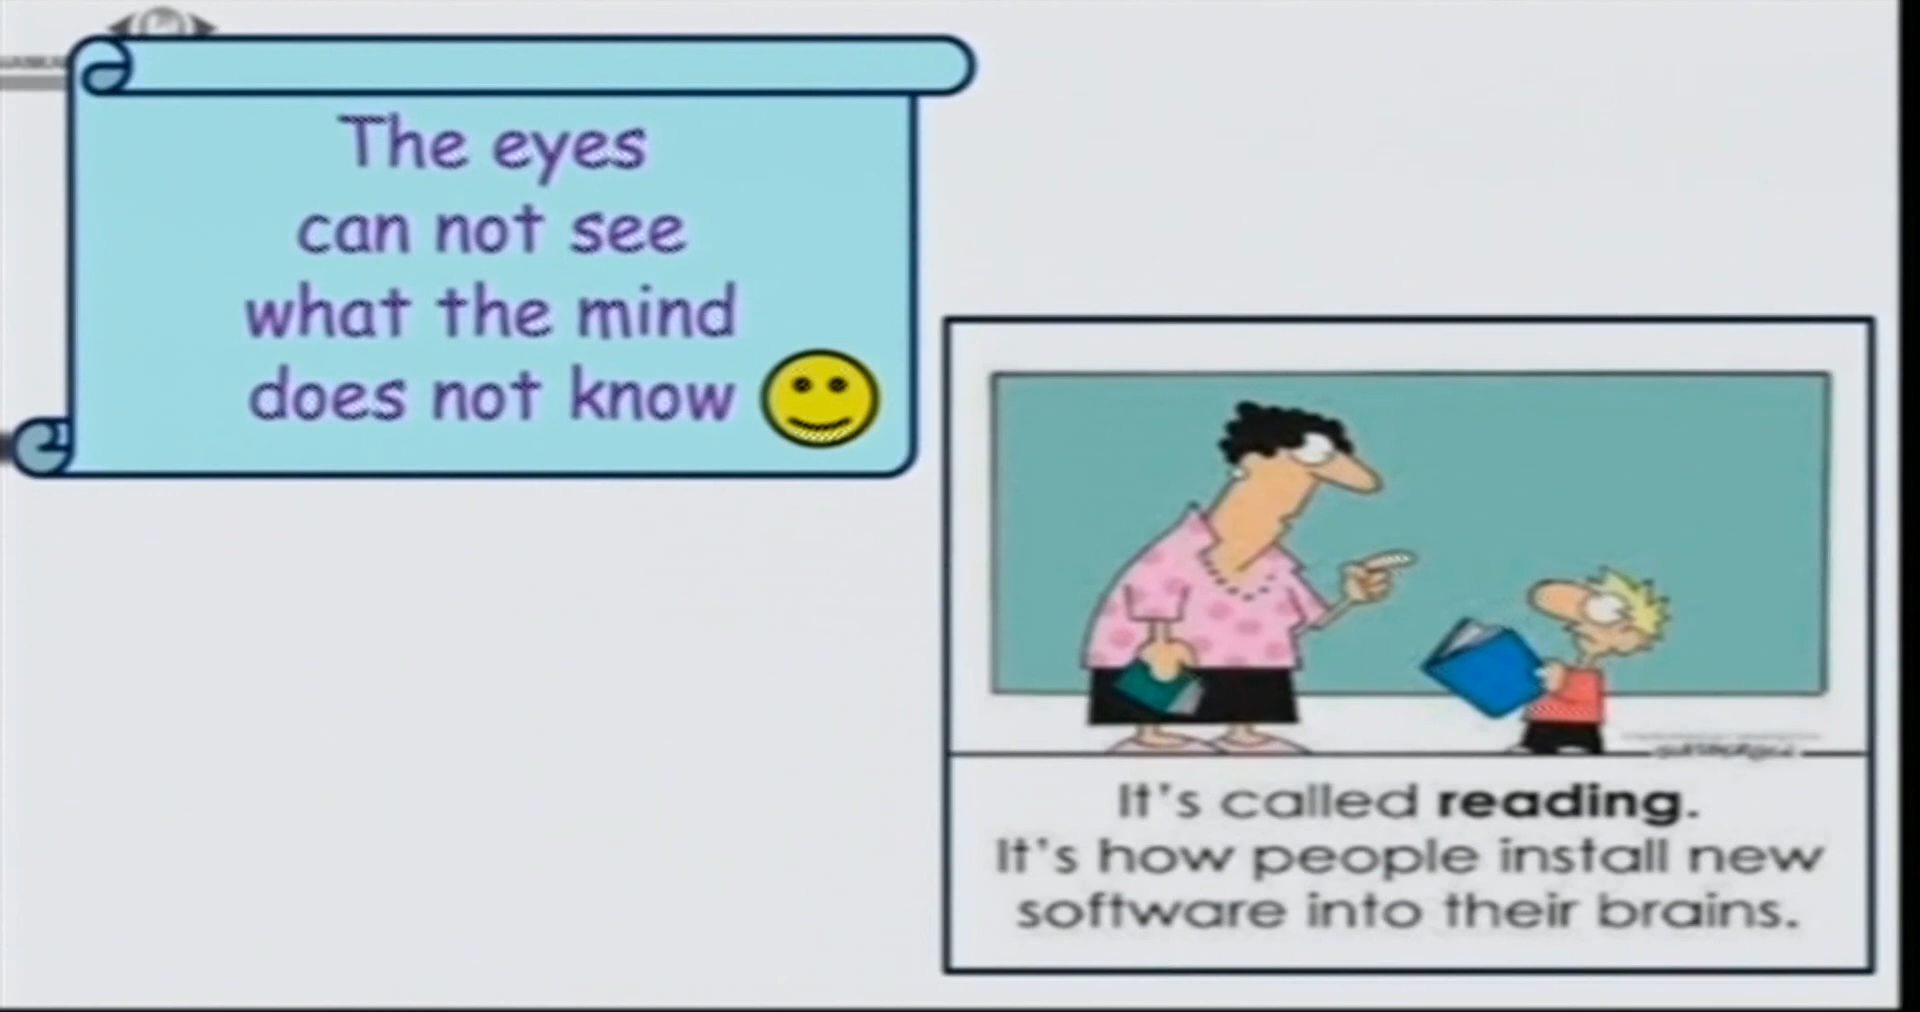 The eyes
can not see
what the mind
does not know
It's called reading.
It's how people install new
software into their brains.